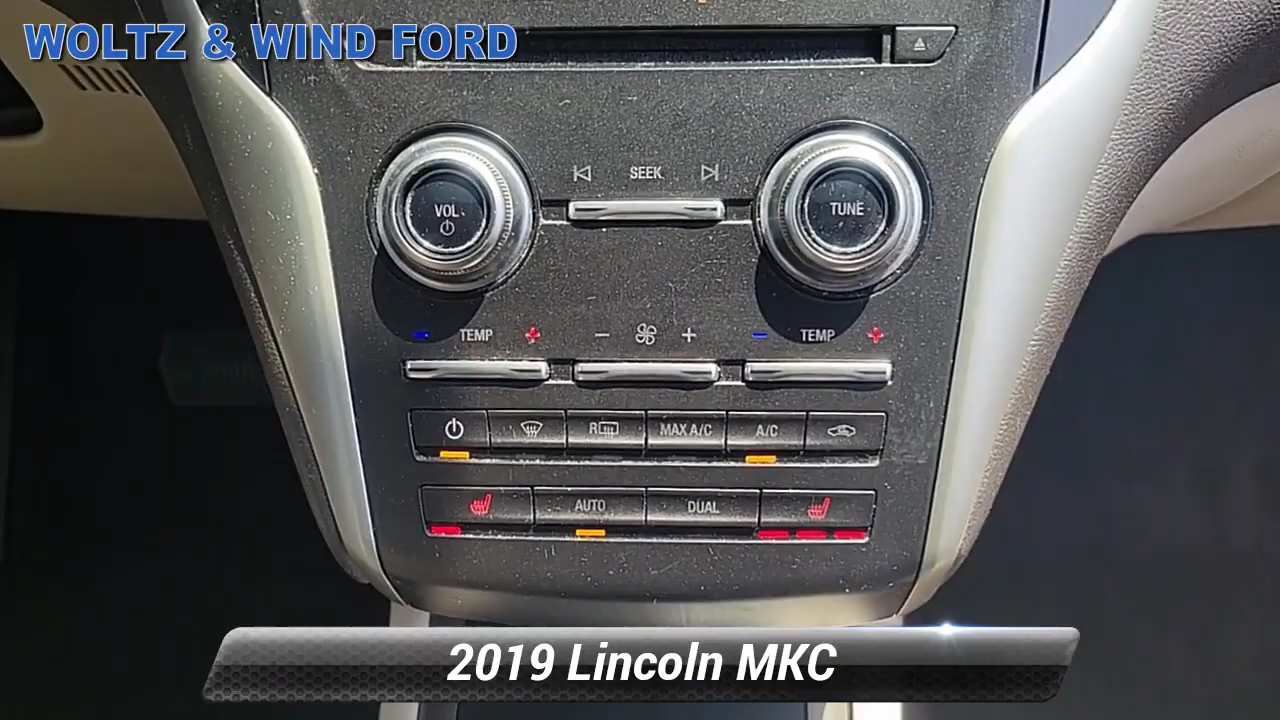 WOLTZ & WIND FORD
SEEK
VOL
TUNE
- TEMP + - + - TEMP +
R MAX A/C A/C
AUTO DUAL
2019 Lincoln MKC